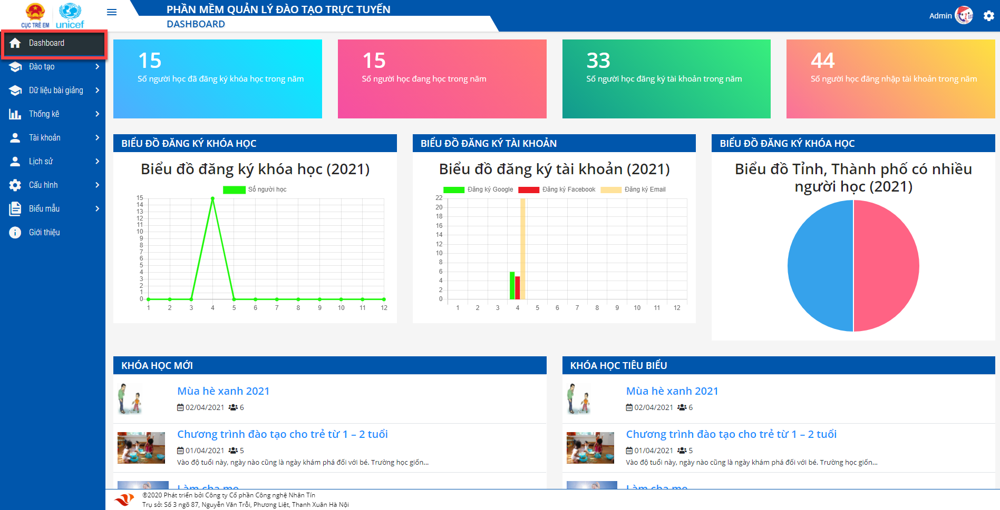 CỤC TRẺ EM
unicef
PHẦN MỀM QUẢN LÝ ĐÀO TẠO TRỰC TUYẾN
DASHBOARD
Admin
Dashboard
Đào tạo
Dữ liệu bài giảng
Thống kê
Tài khoản
Lịch sử
Cấu hình
Biểu mẫu
Giới thiệu
15
Số người học đã đăng ký khóa học trong năm
15
Số người học đang học trong năm
33
Số người học đăng ký tài khoản trong năm
44
Số người học đăng nhập tài khoản trong năm
BIỂU ĐỒ ĐĂNG KÝ KHÓA HỌC
Biểu đồ đăng ký khóa học (2021)
Số người học
15
14
13
12
11
10
9
8
7
6
5
4
3
2
1
0
1 2 3 4 5 6 7 8 9 10 11 12
BIỂU ĐỒ ĐĂNG KÝ TÀI KHOẢN
Biểu đồ đăng ký tài khoản (2021)
Đăng ký Google Đăng ký Facebook Đăng ký Email
22
20
18
16
14
12
10
8
6
4
2
0
1 2 3 4 5 6 7 8 9 10 11 12
BIỂU ĐỒ ĐĂNG KÝ KHÓA HỌC
Biểu đồ Tỉnh, Thành phố có nhiều
người học (2021)
KHÓA HỌC MỚI
Mùa hè xanh 2021
02/04/2021 6
Chương trình đào tạo cho trẻ từ 1 – 2 tuổi
01/04/2021 5
Vào độ tuổi này, ngày nào cũng là ngày khám phá đối với bé. Trường học giốn...
Làm cha mẹ
KHÓA HỌC TIÊU BIỂU
Mùa hè xanh 2021
02/04/2021 6
Chương trình đào tạo cho trẻ từ 1 – 2 tuổi
01/04/2021 5
Vào độ tuổi này, ngày nào cũng là ngày khám phá đối với bé. Trường học giốn...
Làm cha mẹ
®2020 Phát triển bởi Công ty Cổ phần Công nghệ Nhân Tín
Trụ sở: Số 3 ngõ 87, Nguyễn Văn Trỗi, Phương Liệt, Thanh Xuân Hà Nội